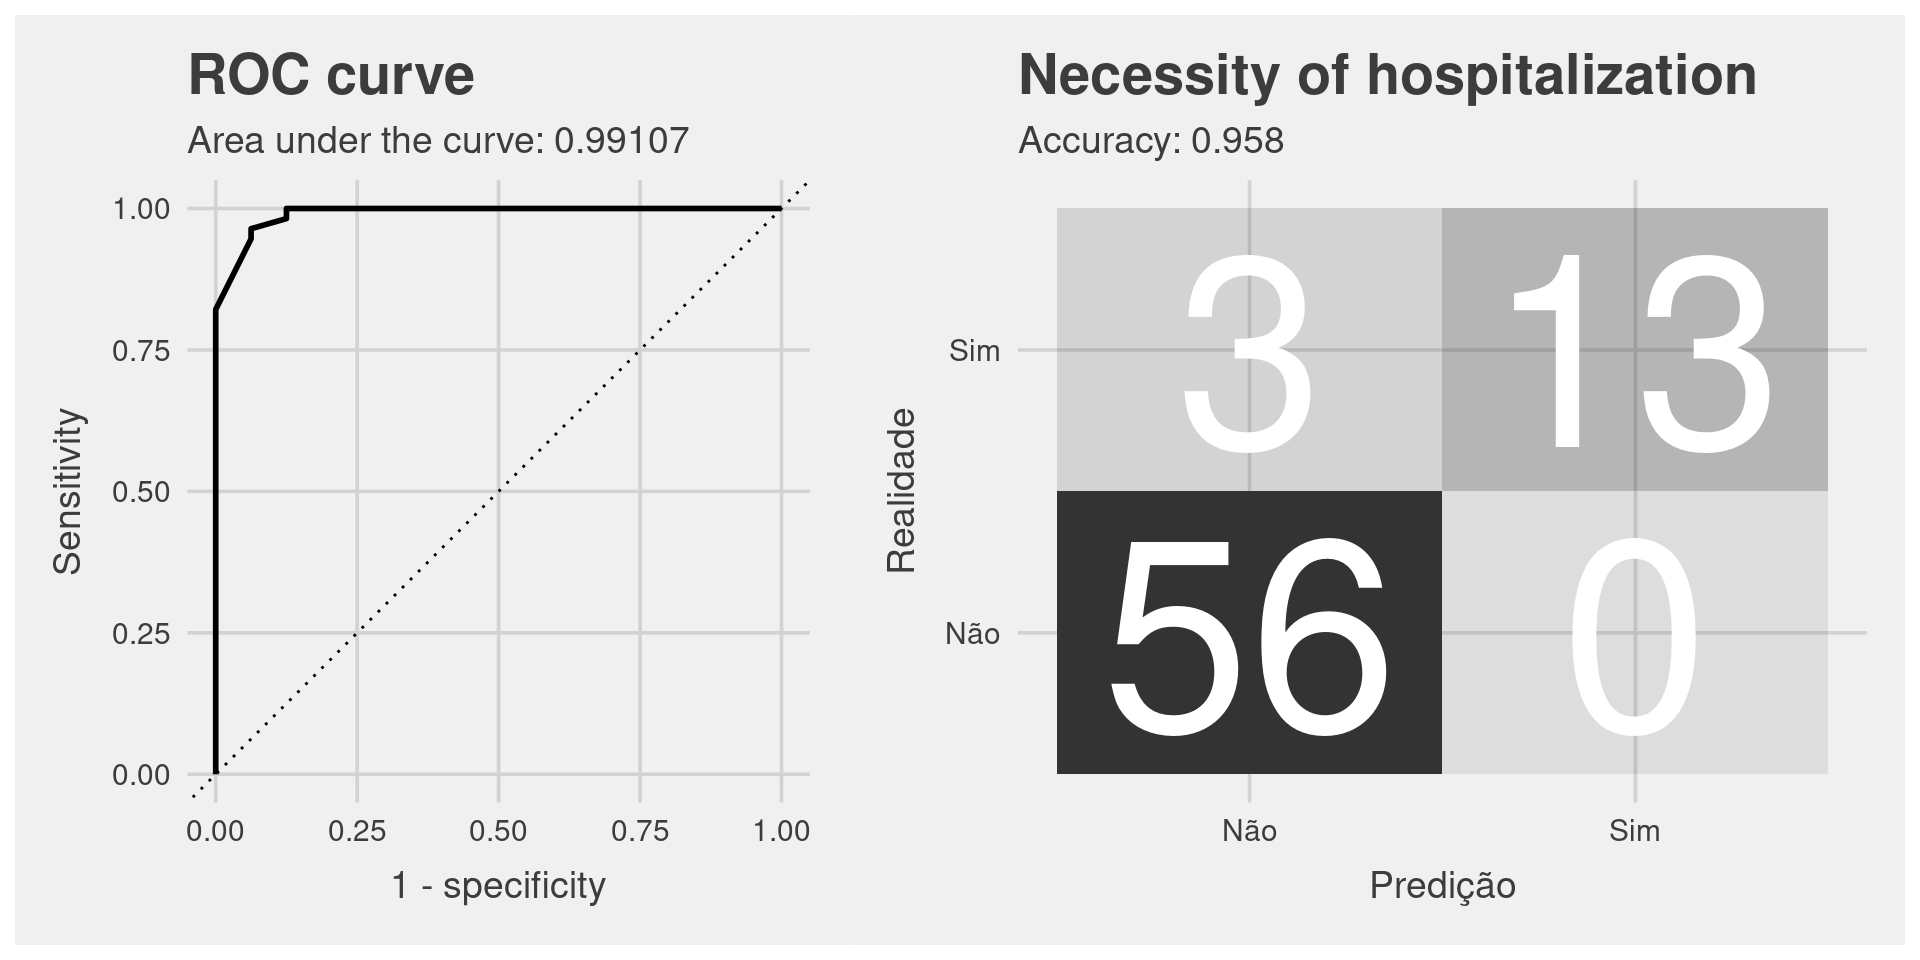 ROC curve
Area under the curve: 0.99107
1.00
0.75
0.50
0.25
0.00
Sensitivity
0.00 0.25 0.50 0.75 1.00
1 - specificity
Necessity of hospitalization
Accuracy: 0.958
Realidade
Sim 3 13
Não 56 0
Não Sim
Predição